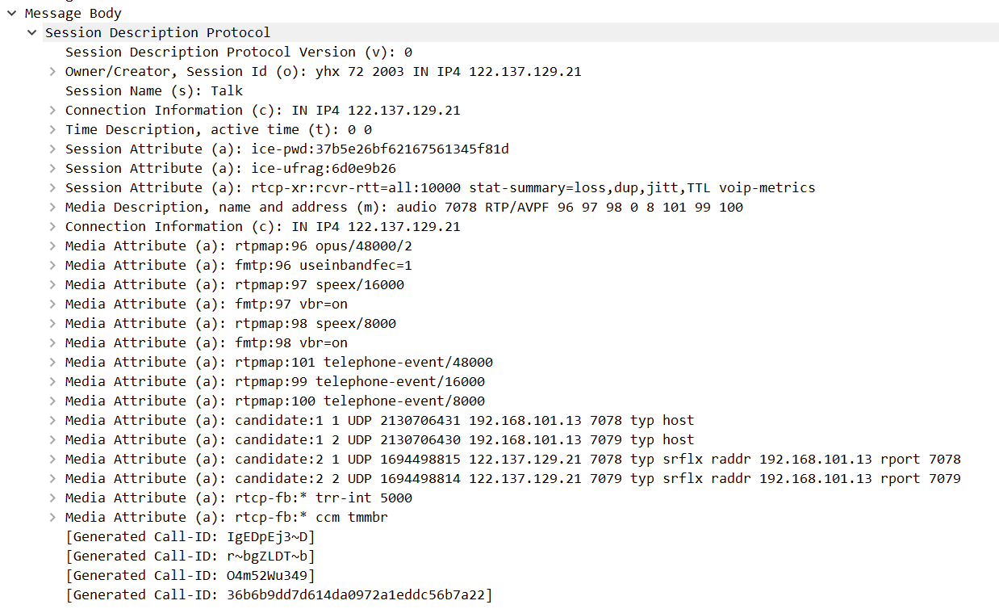 Message Body
Session Description Protocol
Session Description Protocol Version (v): 0
Owner/Creator, Session Id (o): yhx 72 2003 IN IP4 122.137.129.21
Session Name (s): Talk
Connection Information (c): IN IP4 122.137.129.21
Time Description, active time (t): 0 0
Session Attribute (a): ice-pwd:37b5e26bf62167561345f81d
Session Attribute (a): ice-ufrag:6d0e9b26
Session Attribute (a): rtcp-xr:rcvr-rtt=all:10000 stat-summary=loss,dup,jitt,TTL voip-metrics
Media Description, name and address (m): audio 7078 RTP/AVPF 96 97 98 0 8 101 99 100
Connection Information (c): IN IP4 122.137.129.21
Media Attribute (a): rtpmap:96 opus/48000/2
Media Attribute (a): fmtp:96 useinbandfec=1
Media Attribute (a): rtpmap:97 speex/16000
Media Attribute (a): fmtp:97 vbr=on
Media Attribute (a): rtpmap:98 speex/8000
Media Attribute (a): fmtp:98 vbr=on
Media Attribute (a): rtpmap:101 telephone-event/48000
Media Attribute (a): rtpmap:99 telephone-event/16000
Media Attribute (a): rtpmap:100 telephone-event/8000
Media Attribute (a): candidate:1 1 UDP 2130706431 192.168.101.13 7078 typ host
Media Attribute (a): candidate:1 2 UDP 2130706430 192.168.101.13 7079 typ host
Media Attribute (a): candidate:2 1 UDP 1694498815 122.137.129.21 7078 typ srflx raddr 192.168.101.13 rport 7078
Media Attribute (a): candidate:2 2 UDP 1694498814 122.137.129.21 7079 typ srflx raddr 192.168.101.13 rport 7079
Media Attribute (a): rtcp-fb:* trr-int 5000
Media Attribute (a): rtcp-fb:* ccm tmmbr
[Generated Call-ID: IgEDpEj3~D]
[Generated Call-ID: r~bgZLDT~b]
[Generated Call-ID: O4m52Wu349]
[Generated Call-ID: 36b6b9dd7d614da0972a1eddc56b7a22]